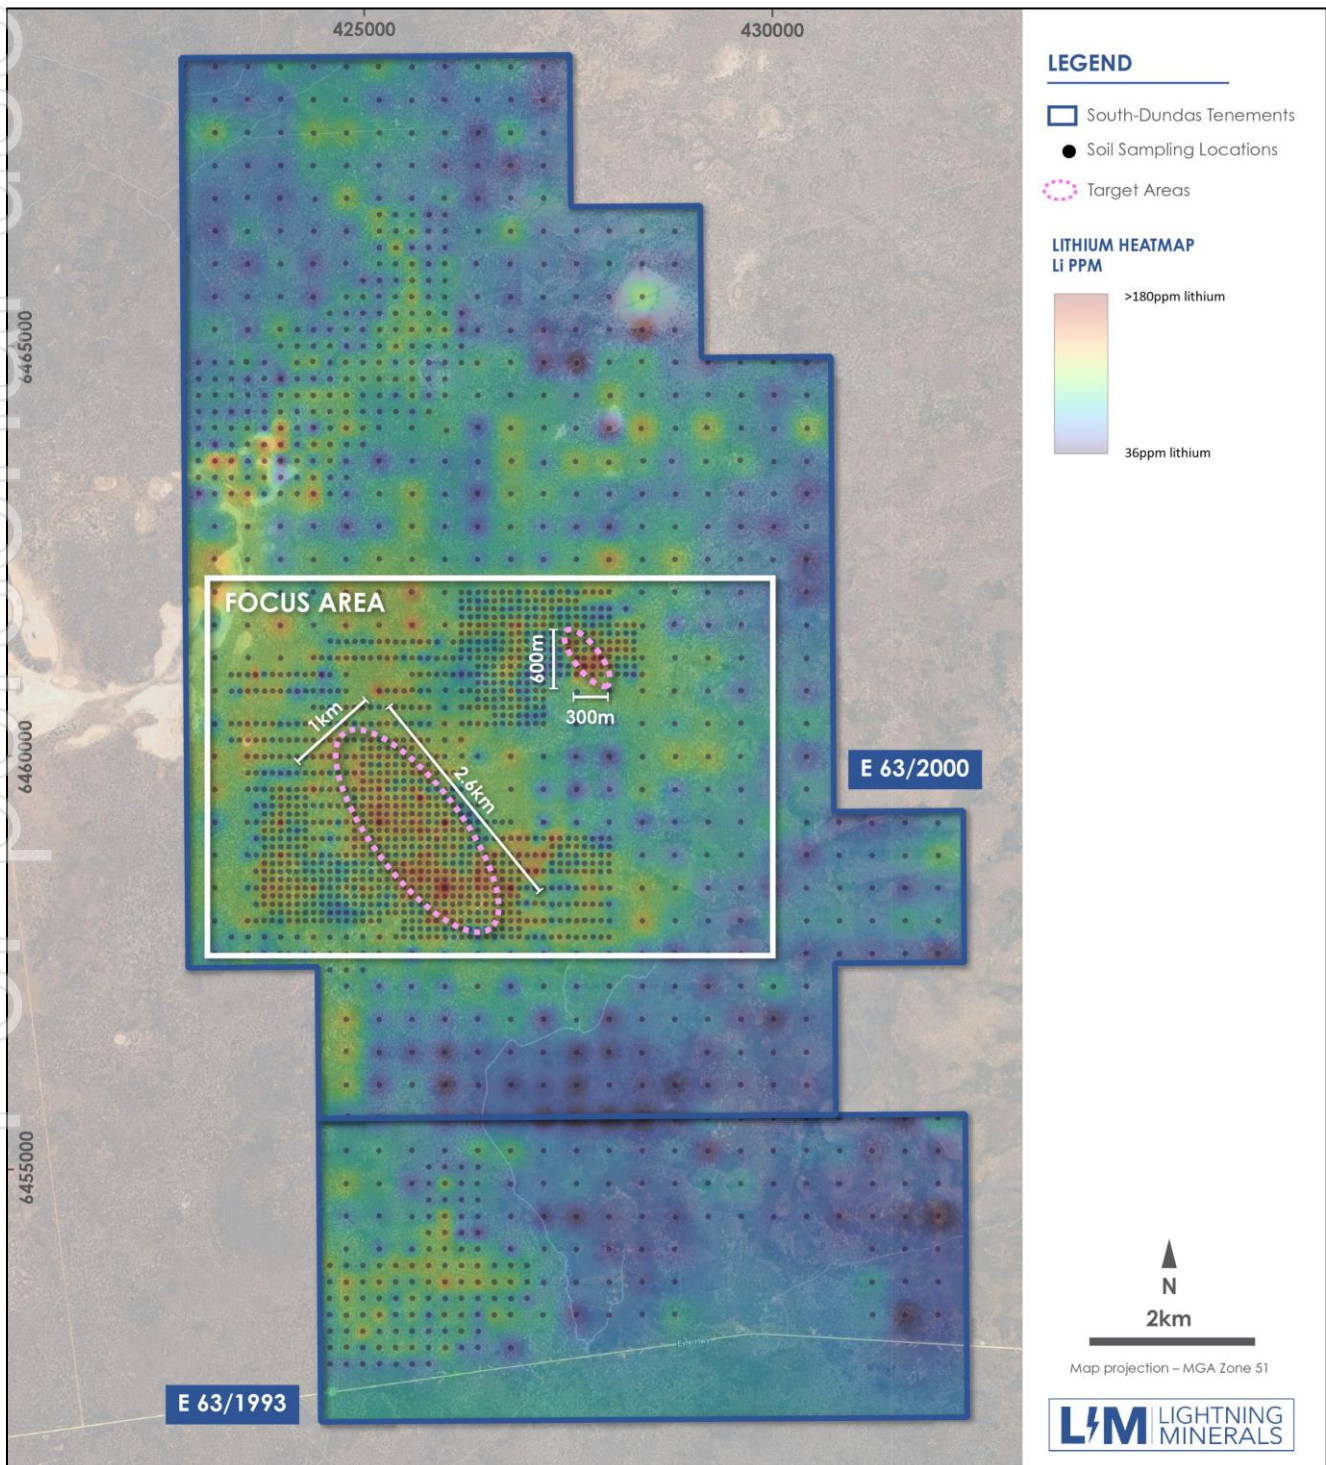 425000
430000
LEGEND
South-Dundas Tenements
Soil Sampling Locations
Target Areas
LITHIUM HEATMAP
Li PPM
>180ppm lithium
36ppm lithium
6465000
FOCUS AREA
600m
300m
1km
2.6km
6460000
E 63/2000
6455000
E 63/1993
N
2km
Map projection – MGA Zone 51
LM LIGHTNING
MINERALS